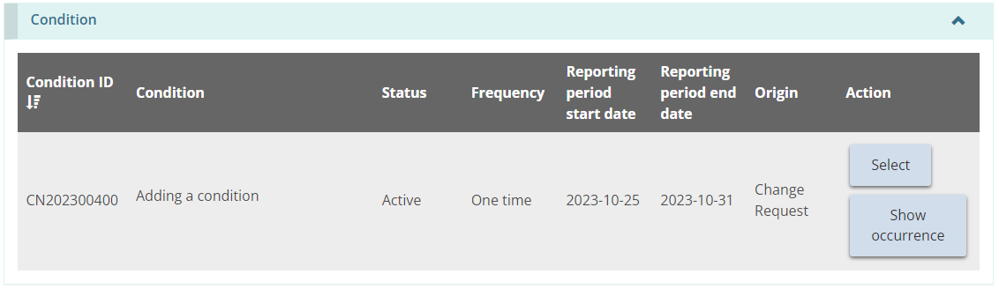 Condition
Condition ID
Condition
Status
Frequency
Reporting
period
start date
Reporting
period end
date
Origin
Action
CN202300400
Adding a condition
Active
One time
2023-10-25
2023-10-31
Change
Request
Select
Show
occurrence